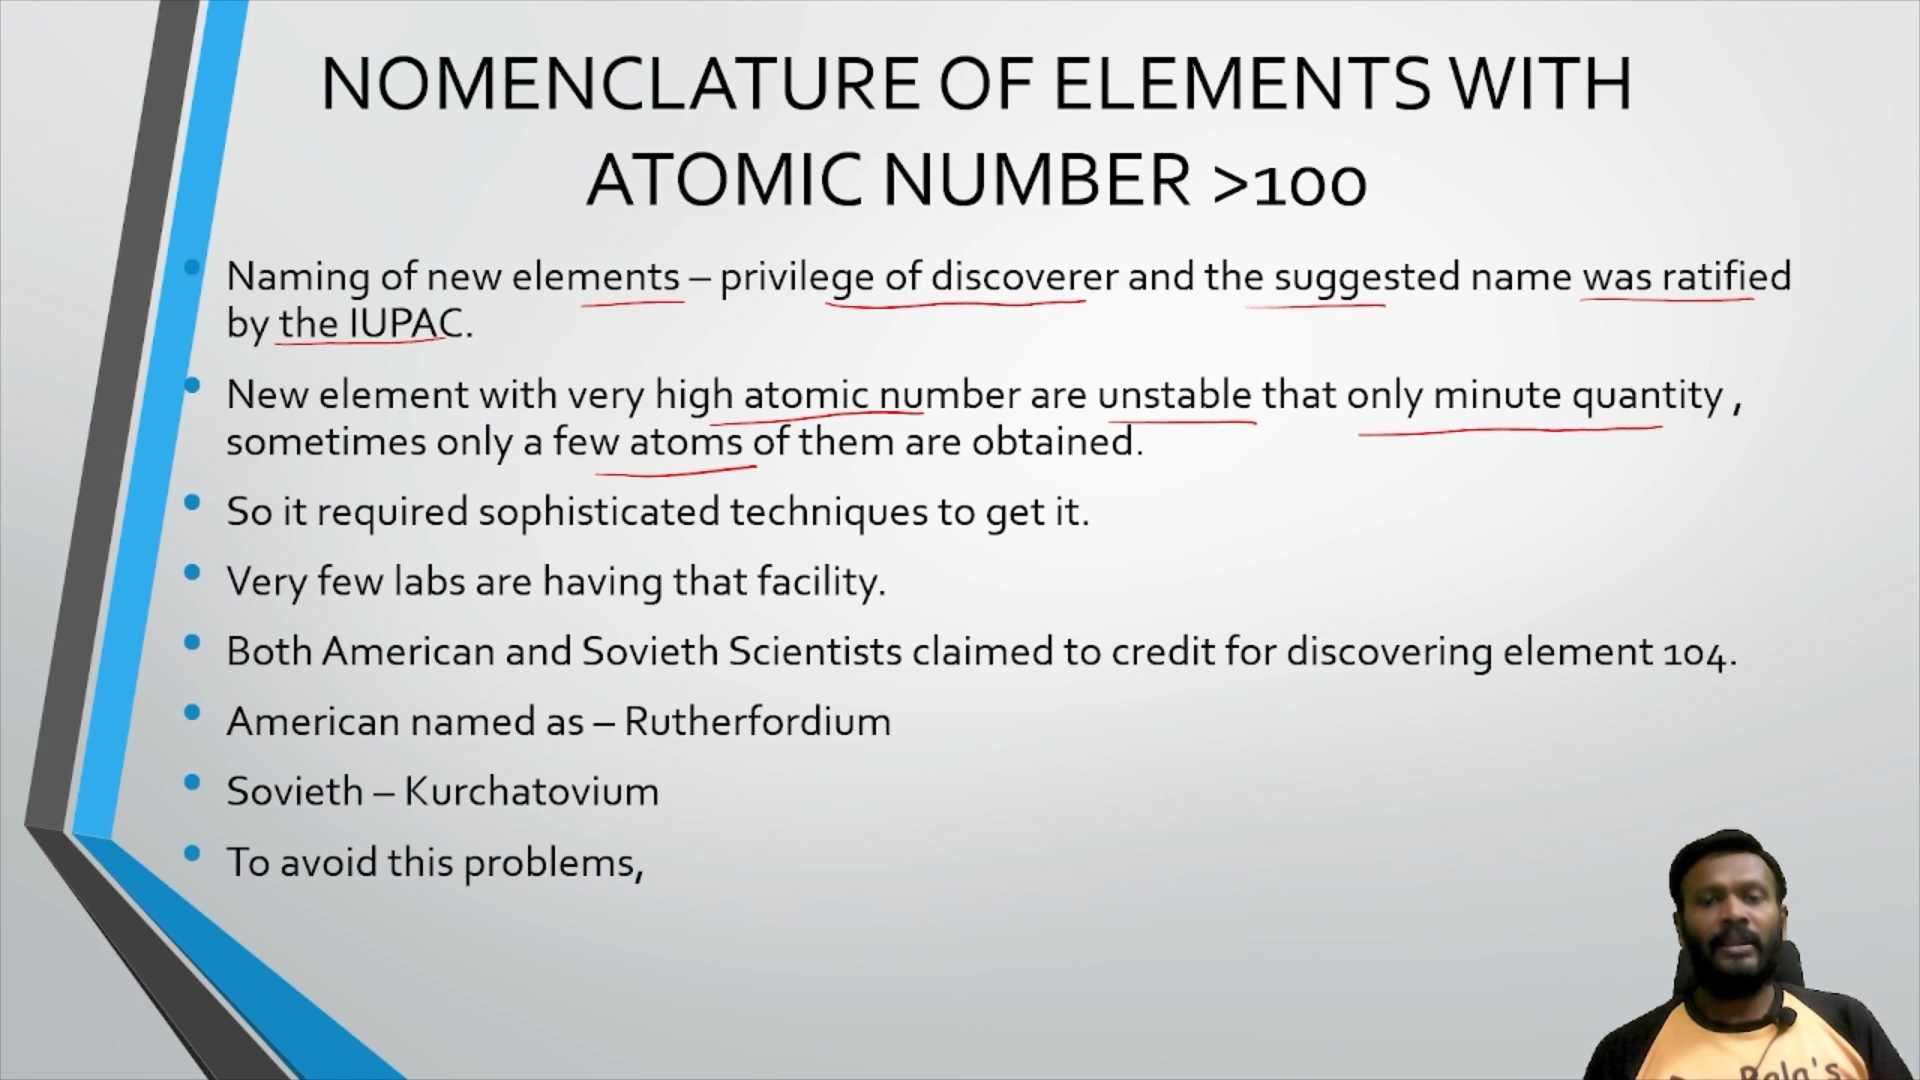 NOMENCLATURE OF ELEMENTS WITH
ATOMIC NUMBER >100
• Naming of new elements – privilege of discoverer and the suggested name was ratified
by the IUPAC.
• New element with very high atomic number are unstable that only minute quantity ,
sometimes only a few atoms of them are obtained.
• So it required sophisticated techniques to get it.
• Very few labs are having that facility.
• Both American and Sovieth Scientists claimed to credit for discovering element 104.
• American named as – Rutherfordium
• Sovieth – Kurchatovium
• To avoid this problems,
Bala's